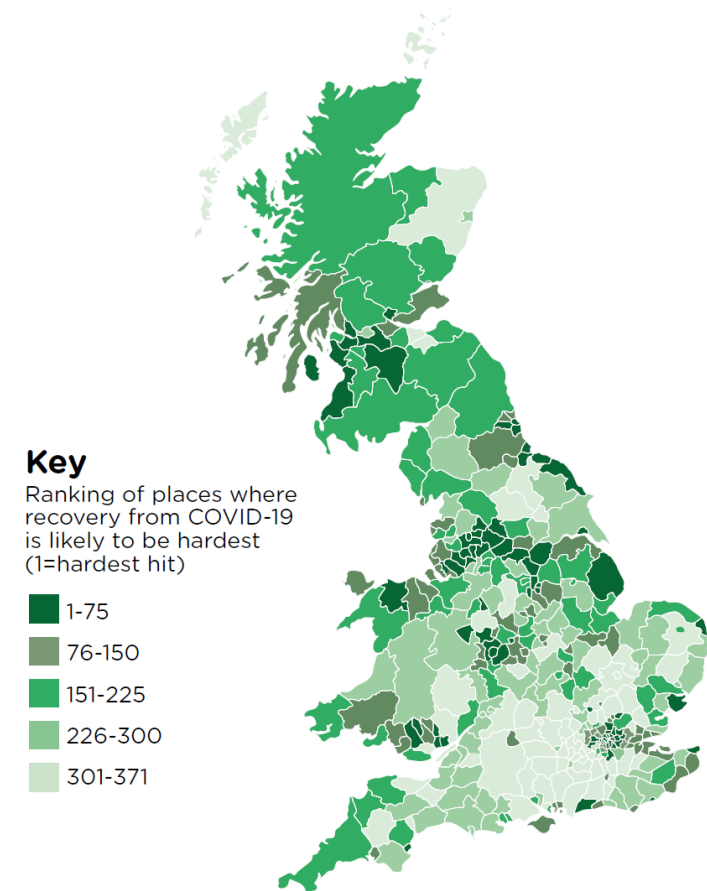 Key
Ranking of places where
recovery from COVID-19
is likely to be hardest
(1=hardest hit)
1-75
76-150
151-225
226-300
301-371